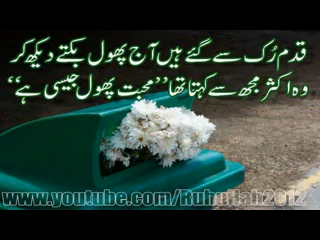 قدم رُک سے گئے ہیں آج پھول بکتے دیکھ کر
وہ اکثر مجھ سے کہتا تھا ’’محبت پھول جیسی ہے‘‘
www.youtube.com/Ruhullah2012